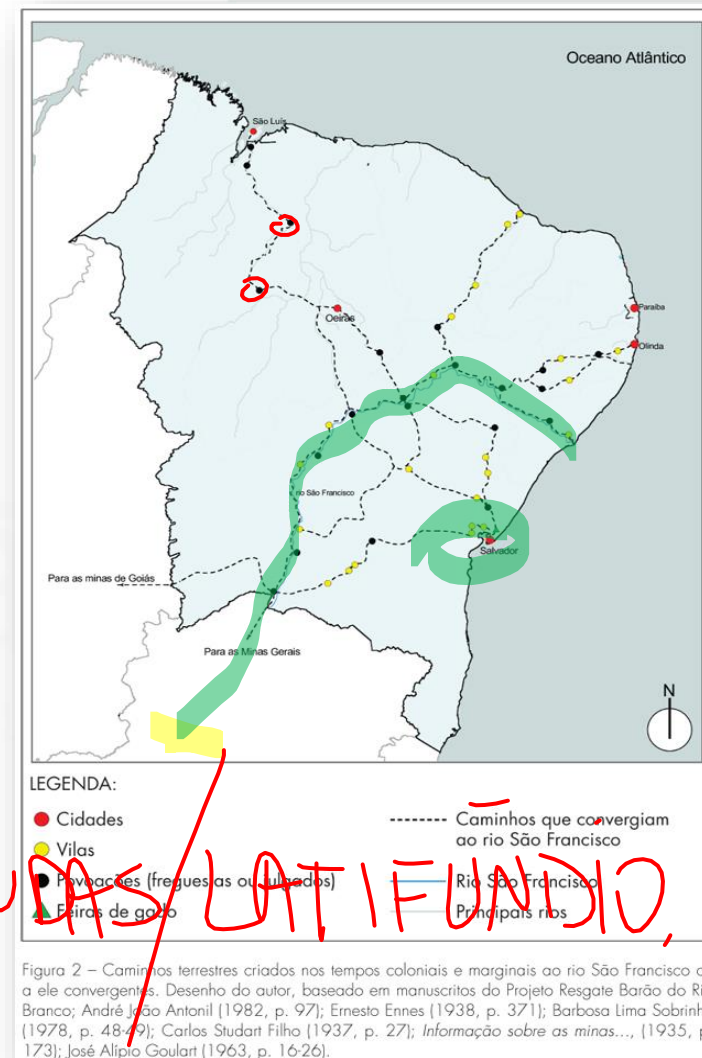 Oceano Atlântico
São Luís
Oeiras
Paraíba
Olinda
rio São Francisco
Salvador
Para as minas de Goiás
Para as Minas Gerais
N
LEGENDA:
Cidades
Vilas
Povoações (freguesias ou julgados)
Feiras de gado
Caminhos que convergiam
ao rio São Francisco
Rio São Francisco
Principais rios
DAS / LATIFÚNDIO
Figura 2 – Caminhos terrestres criados nos tempos coloniais e marginais ao rio São Francisco
a ele convergentes. Desenho do autor, baseado em manuscritos do Projeto Resgate Barão do
Branco; André João Antonil (1982, p. 97); Ernesto Ennes (1938, p. 371); Barbosa Lima
(1978, p. 48-49); Carlos Studart Filho (1937, p. 27); Informação sobre as minas..., (1935,
173); José Alípio Goulart (1963, p. 16-26).